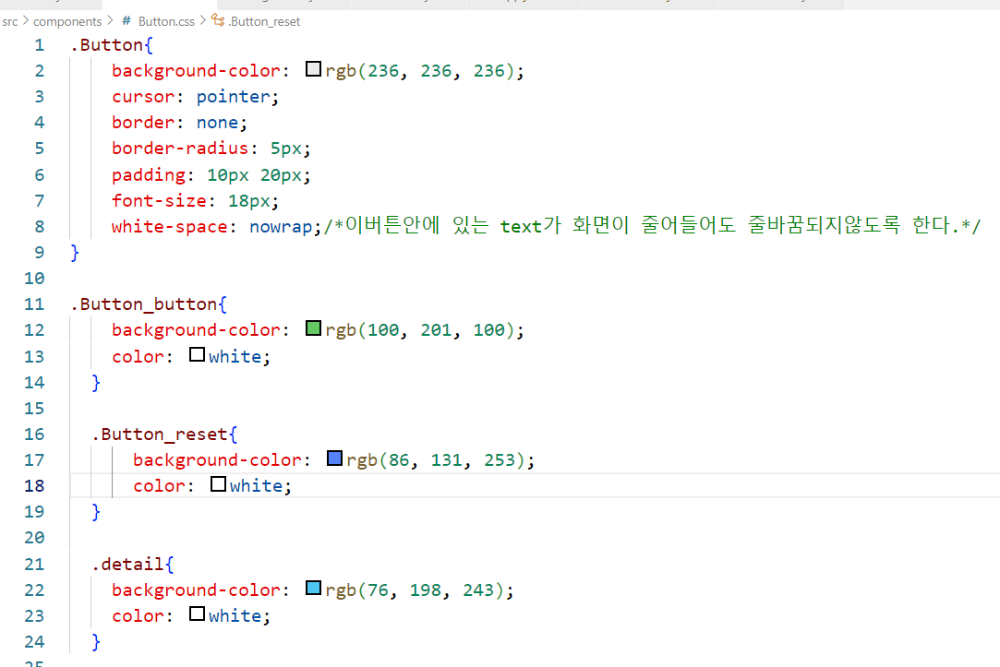 src > components > # Button.css > .Button_reset
1 .Button{
2 background-color: rgb(236, 236, 236);
3 cursor: pointer;
4 border: none;
5 border-radius: 5px;
6 padding: 10px 20px;
7 font-size: 18px;
8 white-space: nowrap;/*이버튼안에 있는 text가 화면이 줄어들어도 줄바꿈되지않도록 한다.*/
9 }
10
11 .Button_button{
12 background-color: rgb(100, 201, 100);
13 color: white;
14 }
15
16 .Button_reset{
17 background-color: rgb(86, 131, 253);
18 color: white;
19 }
20
21 .detail{
22 background-color: rgb(76, 198, 243);
23 color: white;
24 }
25